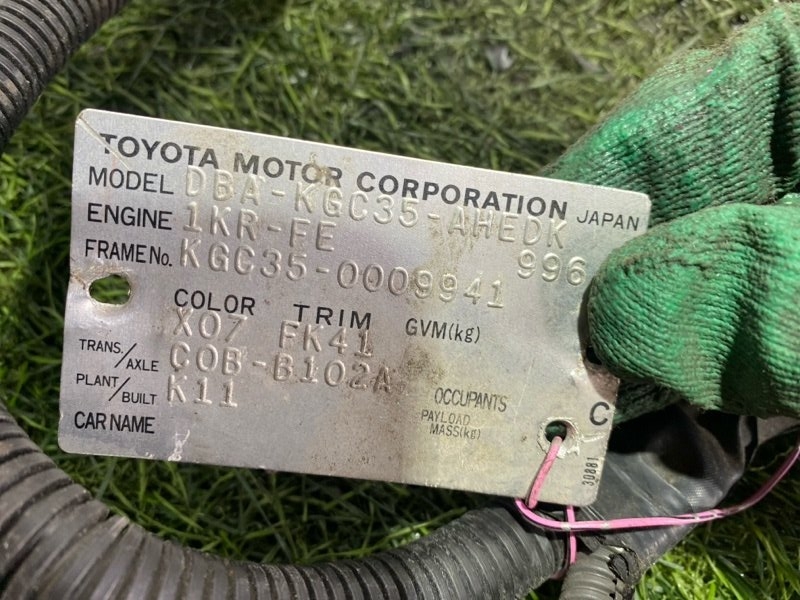 TOYOTA MOTOR CORPORATION JAPAN
MODEL DBA-KGC35-AHEDK
ENGINE 1KR-FE 996
FRAME No. KGC35-0009941
COLOR TRIM GVM(kg)
X07 FK41
TRANS./AXLE C0B-B102A
PLANT/BUILT K11
OCCUPANTS
PAYLOAD
MASS(kg)
C
CAR NAME
30881